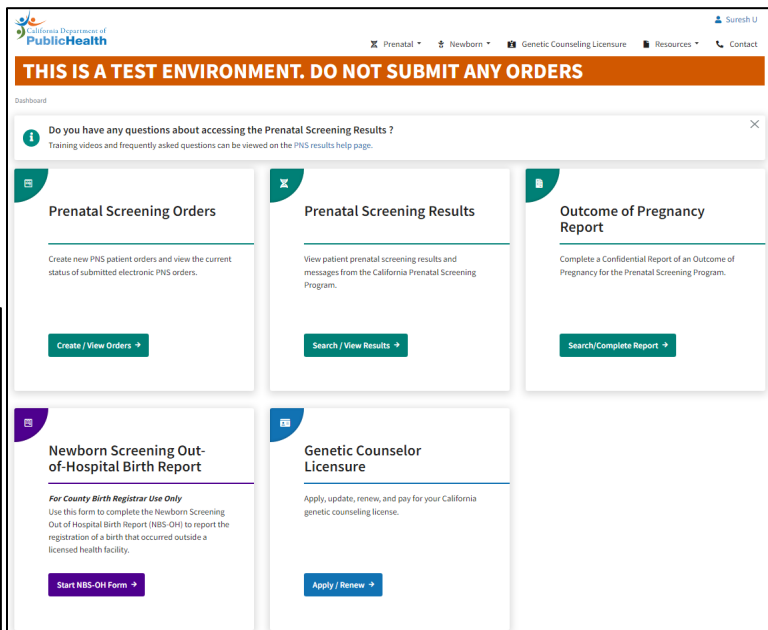 Suresh U
California Department of
PublicHealth
Prenatal
Newborn
Genetic Counseling Licensure
Resources
Contact
THIS IS A TEST ENVIRONMENT. DO NOT SUBMIT ANY ORDERS
Dashboard
Do you have any questions about accessing the Prenatal Screening Results ?
Training videos and frequently asked questions can be viewed on the PNS results help page.
Prenatal Screening Orders
Create new PNS patient orders and view the current
status of submitted electronic PNS orders.
Create / View Orders →
Prenatal Screening Results
View patient prenatal screening results and
messages from the California Prenatal Screening
Program.
Search / View Results →
Outcome of Pregnancy
Report
Complete a Confidential Report of an Outcome of
Pregnancy for the Prenatal Screening Program.
Search/Complete Report →
Newborn Screening Out-
of-Hospital Birth Report
For County Birth Registrar Use Only
Use this form to complete the Newborn Screening
Out of Hospital Birth Report (NBS-OH) to report the
registration of a birth that occurred outside a
licensed health facility.
Start NBS-OH Form →
Genetic Counselor
Licensure
Apply, update, renew, and pay for your California
genetic counseling license.
Apply / Renew →